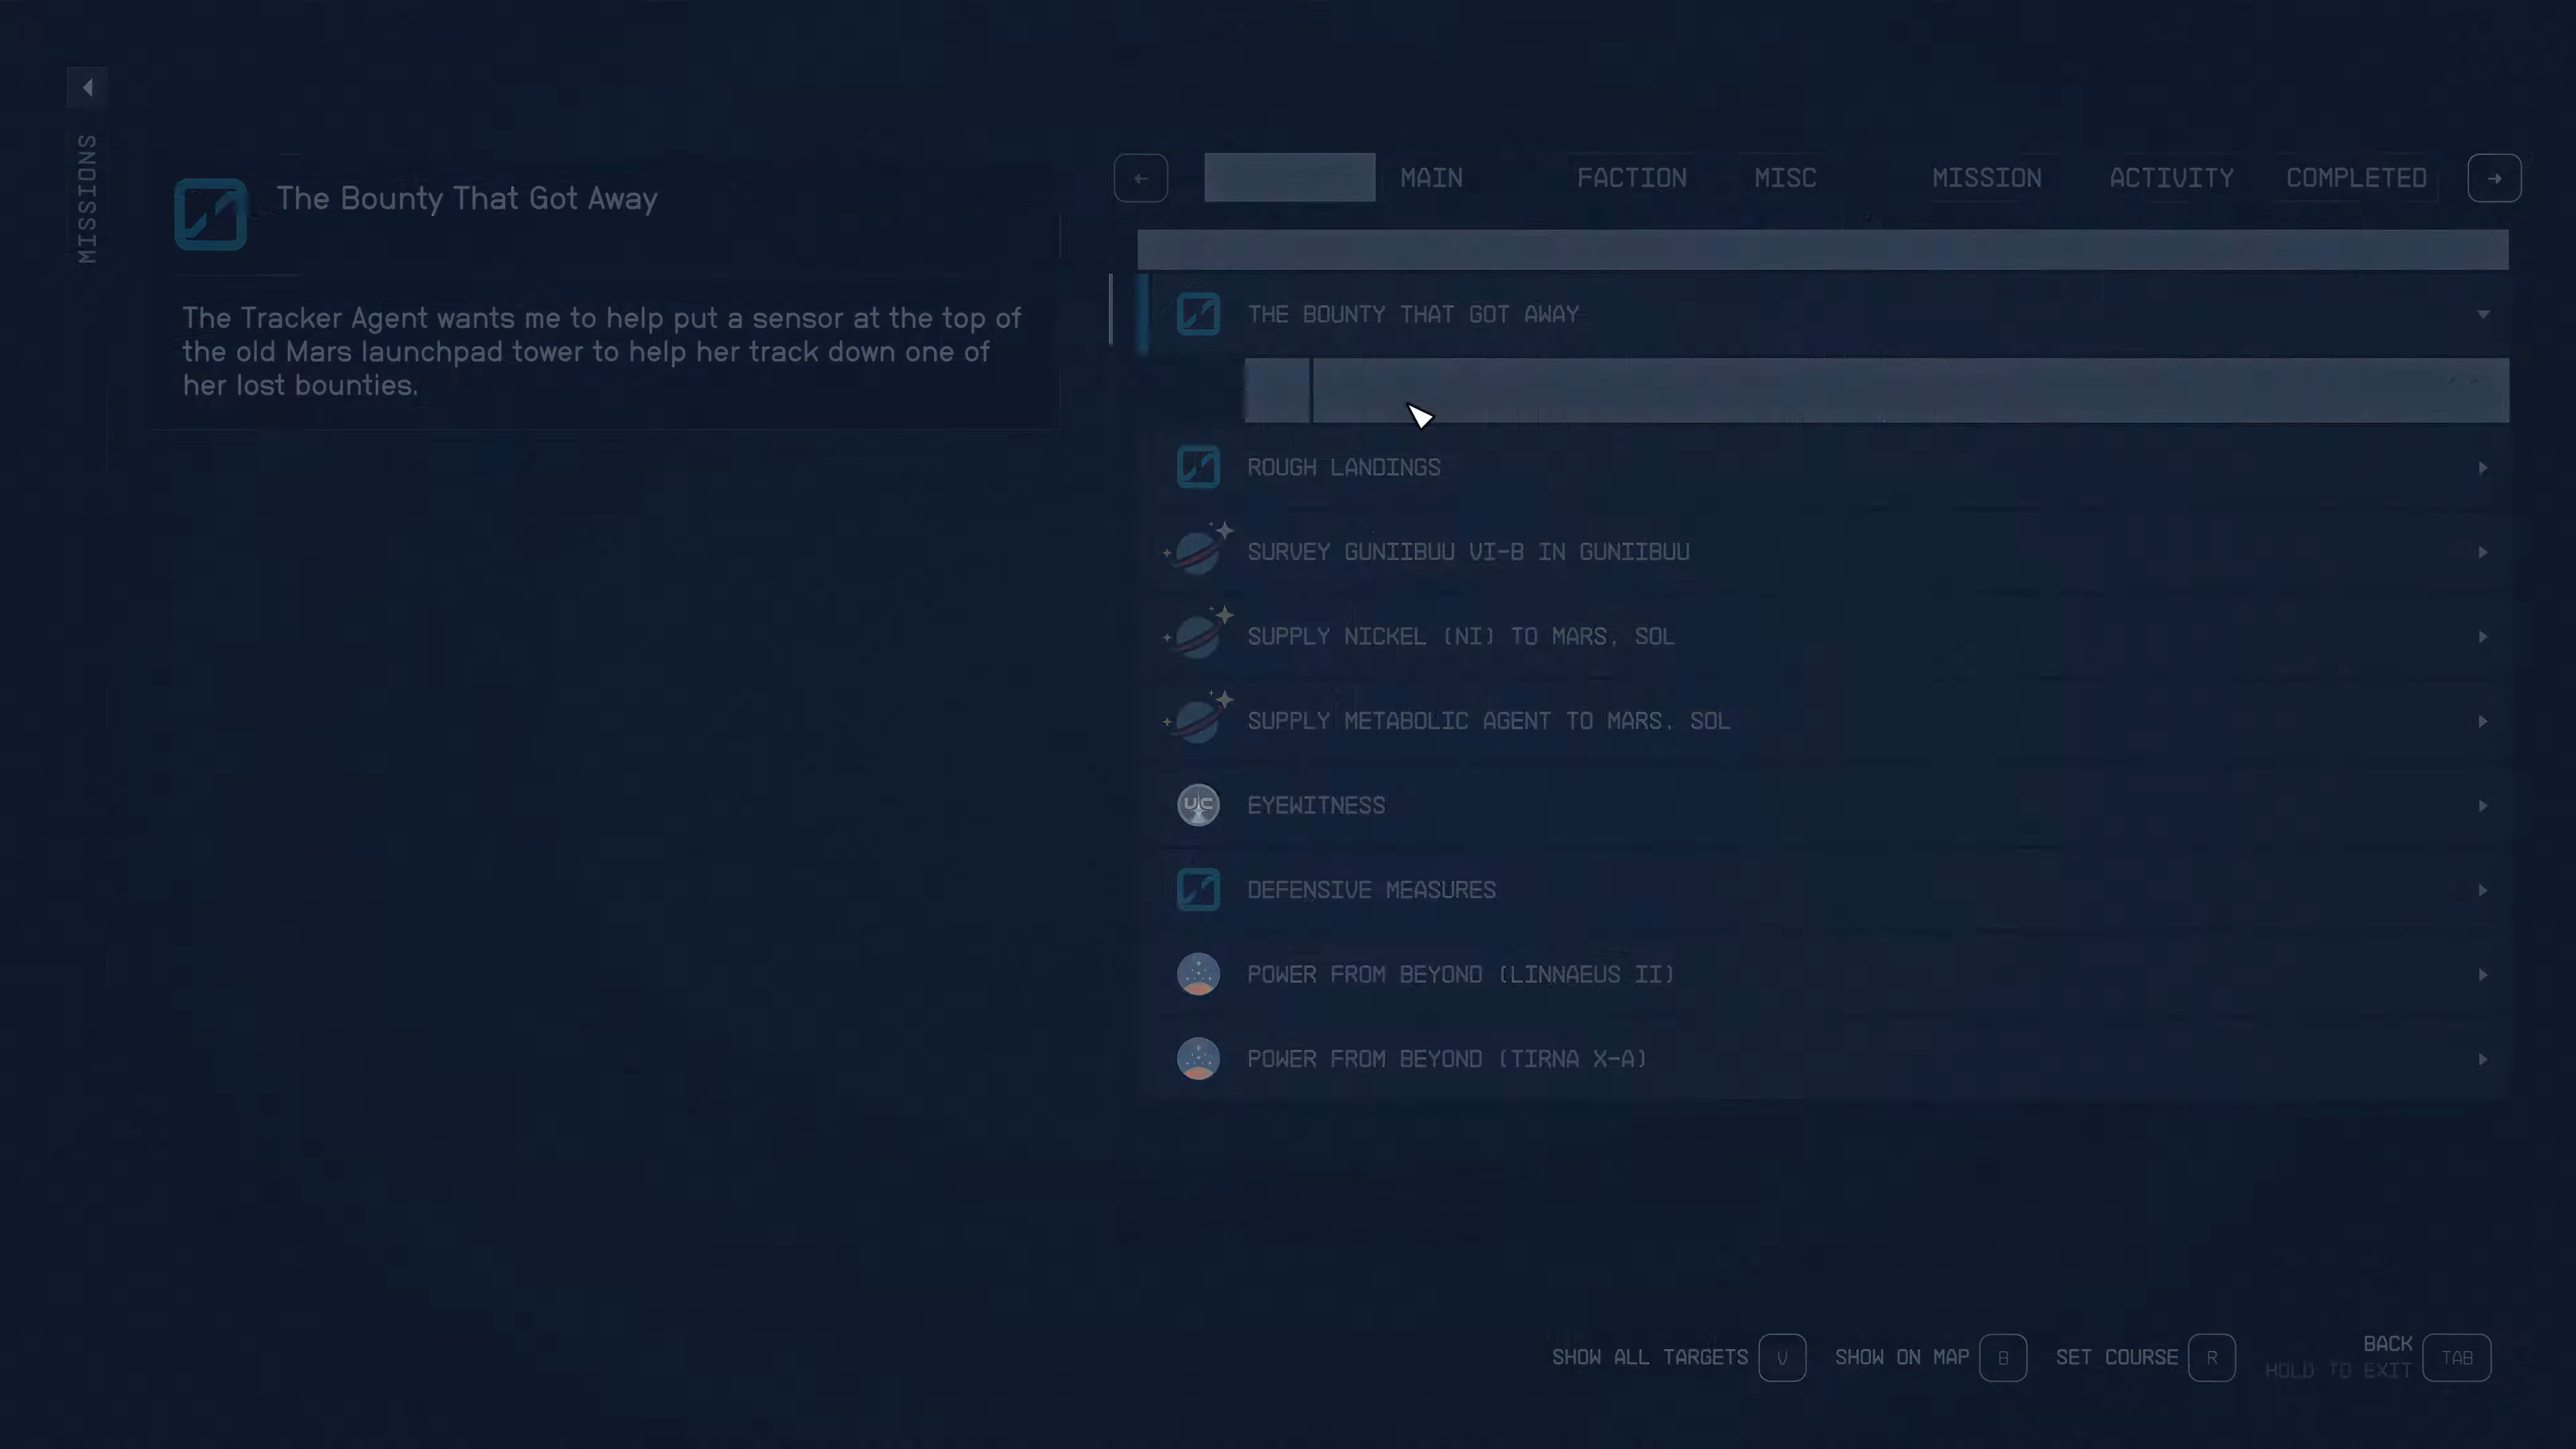 MISSIONS
The Bounty That Got Away
The Tracker Agent wants me to help put a sensor at the top of
the old Mars launchpad tower to help her track down one of
her lost bounties.
MAIN FACTION MISC MISSION ACTIVITY COMPLETED
THE BOUNTY THAT GOT AWAY
ROUGH LANDINGS
SURVEY GUNIIBUU VI-B IN GUNIIBUU
SUPPLY NICKEL (NI) TO MARS, SOL
SUPPLY METABOLIC AGENT TO MARS, SOL
UC
EYEWITNESS
DEFENSIVE MEASURES
POWER FROM BEYOND (LINNAEUS II)
POWER FROM BEYOND (TIRNA X-A)
SHOW ALL TARGETS V SHOW ON MAP B SET COURSE R BACK TAB
HOLD TO EXIT